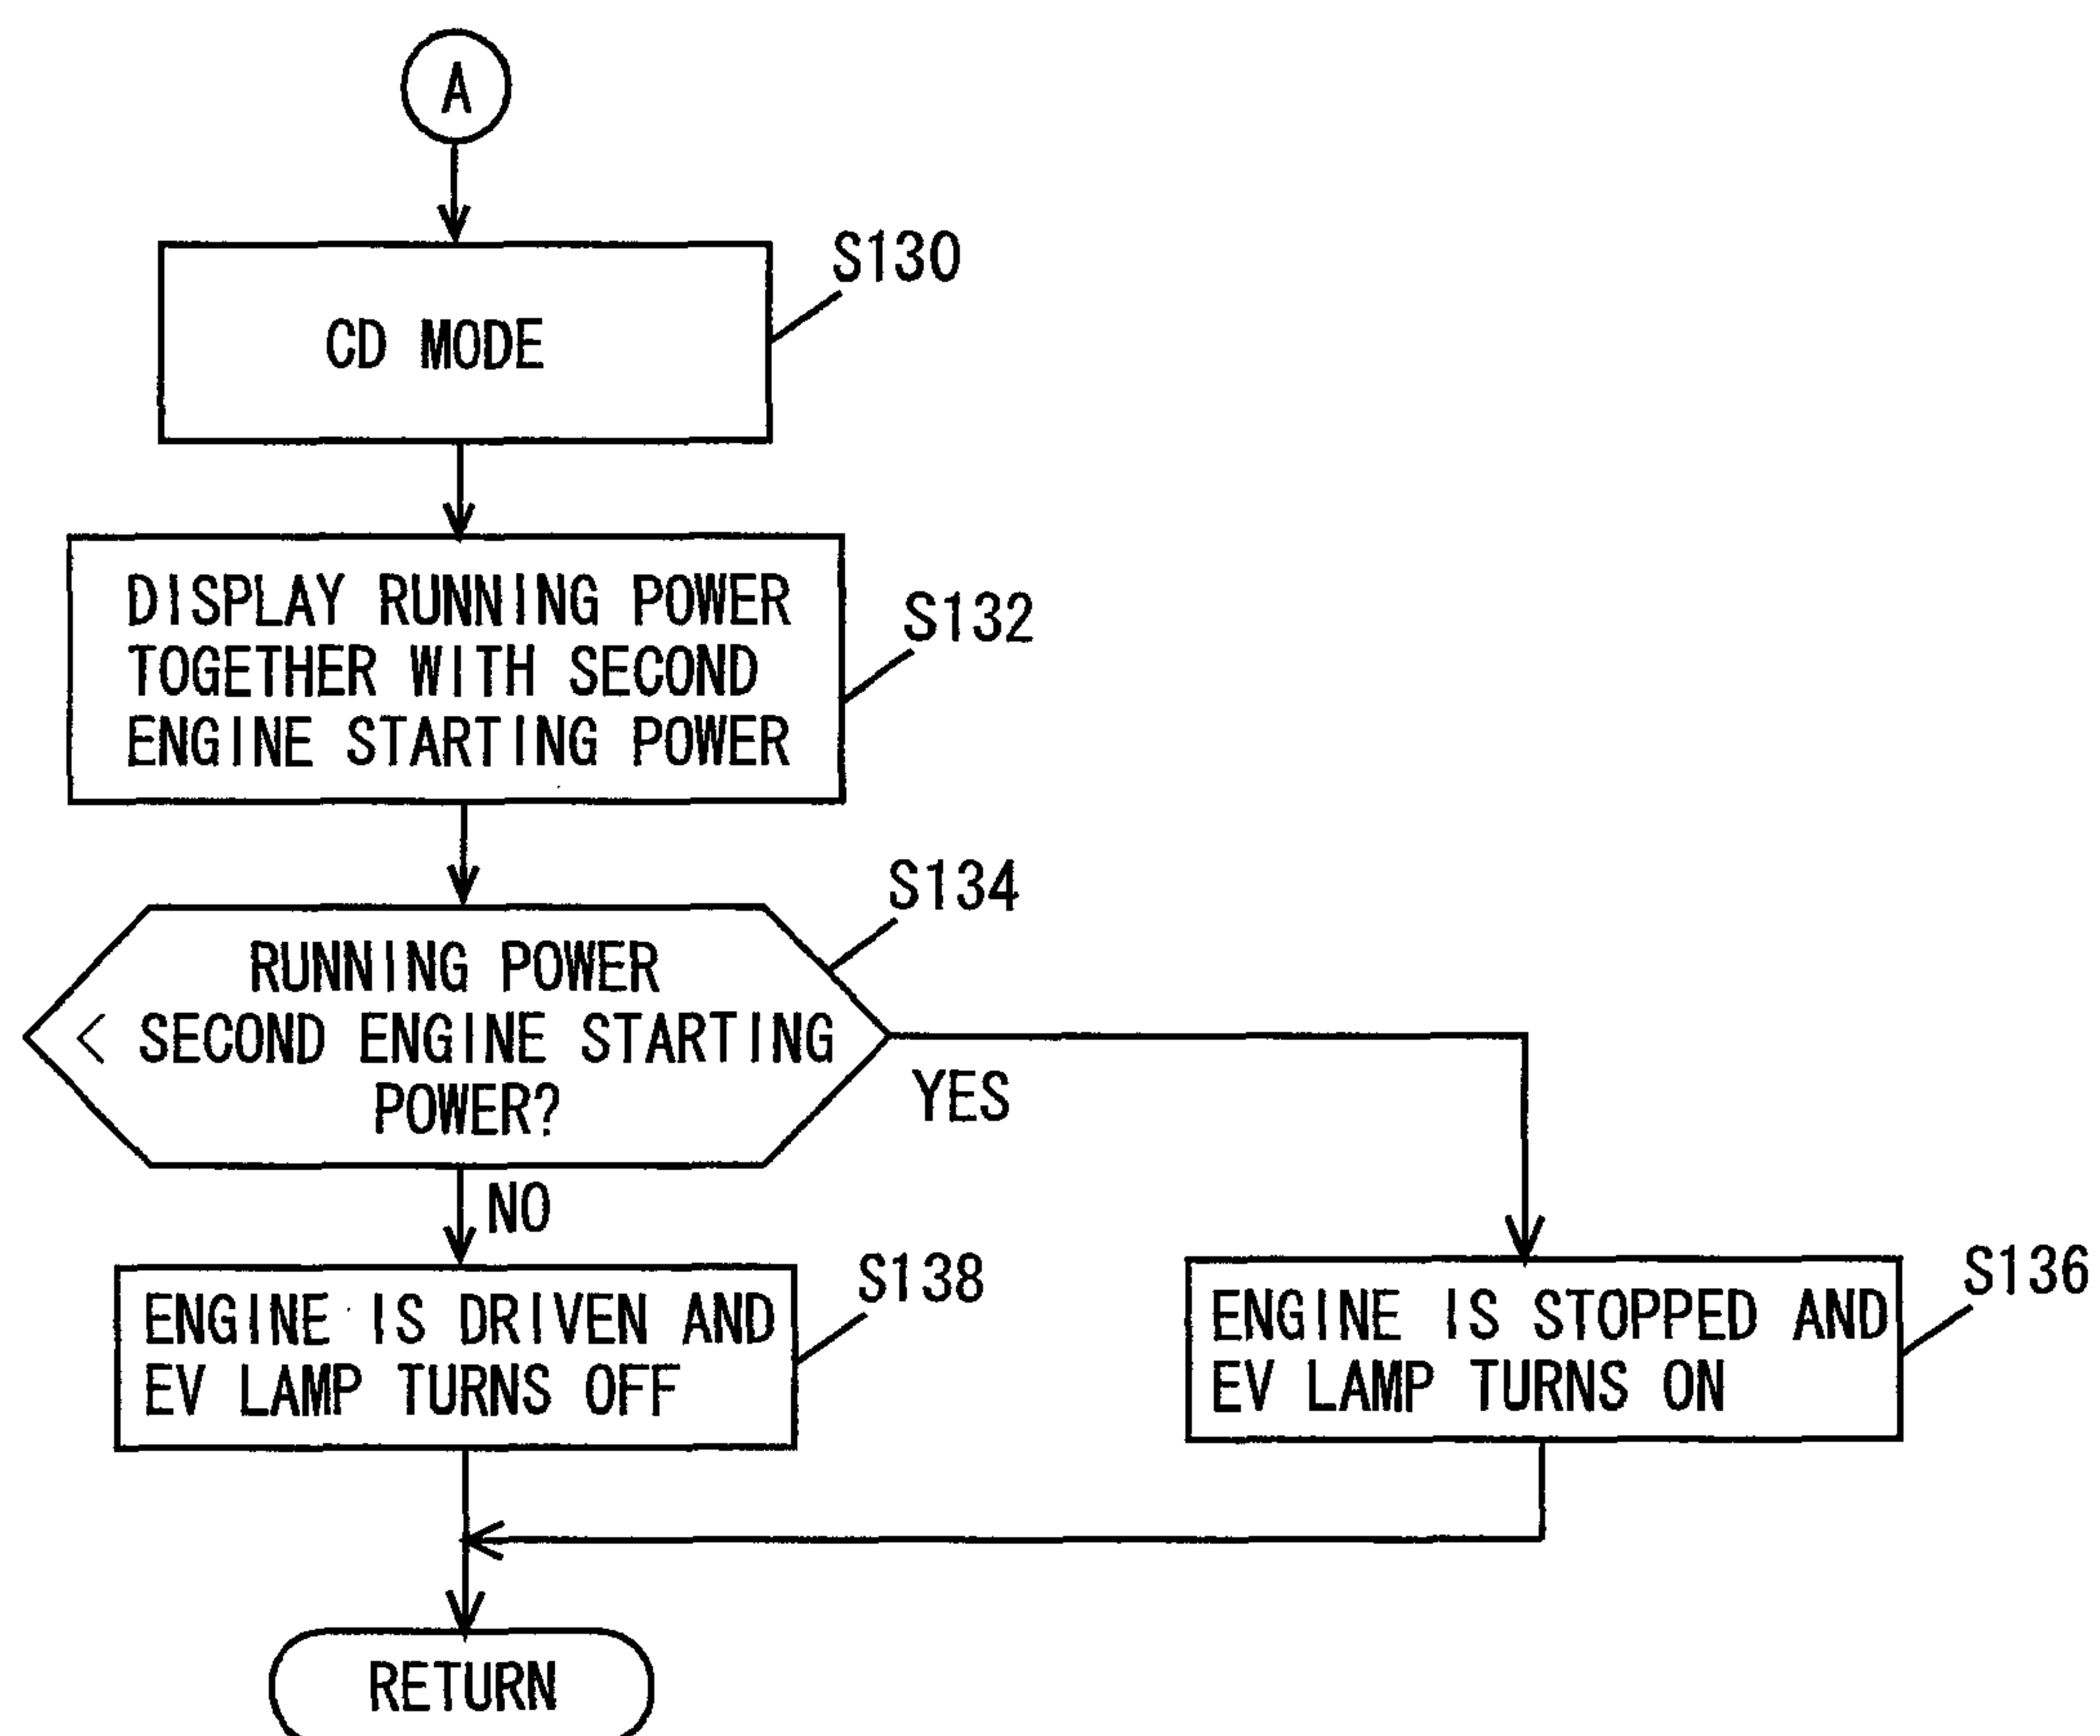 A
S130
CD MODE
S132
DISPLAY RUNNING POWER
TOGETHER WITH SECOND
ENGINE STARTING POWER
S134
RUNNING POWER
< SECOND ENGINE STARTING
POWER?
YES
NO
S138
ENGINE IS DRIVEN AND
EV LAMP TURNS OFF
S136
ENGINE IS STOPPED AND
EV LAMP TURNS ON
RETURN